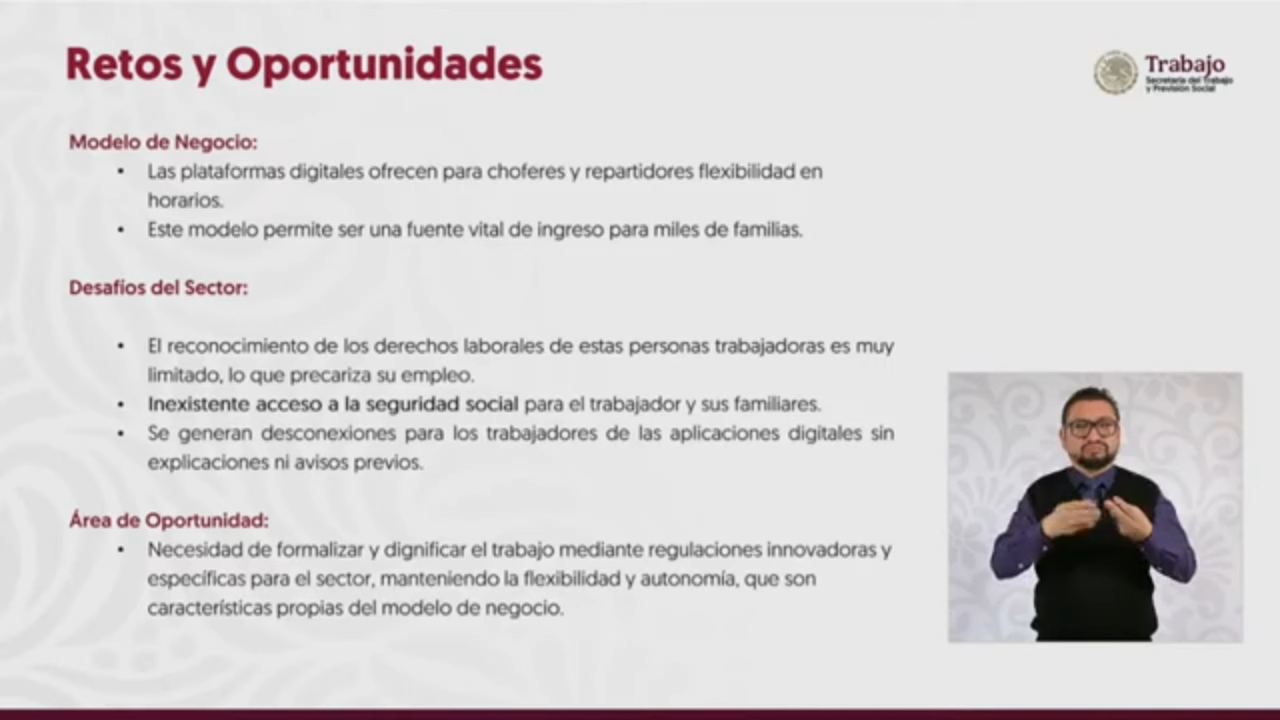 Retos y Oportunidades
Trabajo
Secretaría del Trabajo
y Previsión Social
Modelo de Negocio:
• Las plataformas digitales ofrecen para choferes y repartidores flexibilidad en
horarios.
• Este modelo permite ser una fuente vital de ingreso para miles de familias.
Desafíos del Sector:
• El reconocimiento de los derechos laborales de estas personas trabajadoras es muy
limitado, lo que precariza su empleo.
• Inexistente acceso a la seguridad social para el trabajador y sus familiares.
• Se generan desconexiones para los trabajadores de las aplicaciones digitales sin
explicaciones ni avisos previos.
Área de Oportunidad:
• Necesidad de formalizar y dignificar el trabajo mediante regulaciones innovadoras y
específicas para el sector, manteniendo la flexibilidad y autonomía, que son
características propias del modelo de negocio.